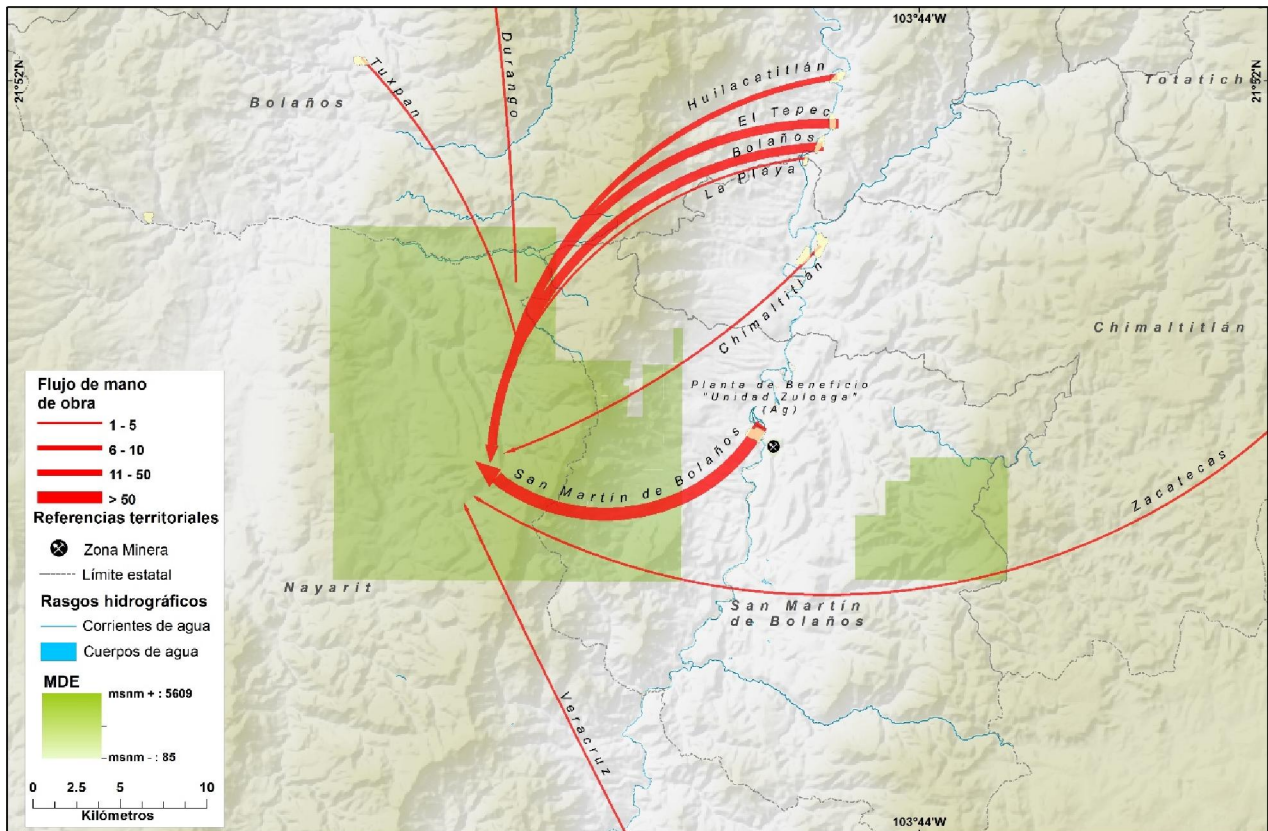 103°44'W
21°52'N
21°52'N
Tuxpan
Durango
Huilacatitlán
Totatich
Bolaños
El Tepec
Bolaños
La Playa
Chimaltitlán
Chimaltitlán
Planta de Beneficio
"Unidad Zuloaga"
(Ag)
San Martín de Bolaños
Zacatecas
Nayarit
San Martín
de Bolaños
Veracruz
Flujo de mano
de obra
1 - 5
6 - 10
11 - 50
> 50
Referencias territoriales
Zona Minera
Límite estatal
Rasgos hidrográficos
Corrientes de agua
Cuerpos de agua
MDE
msnm + : 5609
msnm - : 85
0 2.5 5 10
Kilómetros
103°44'W